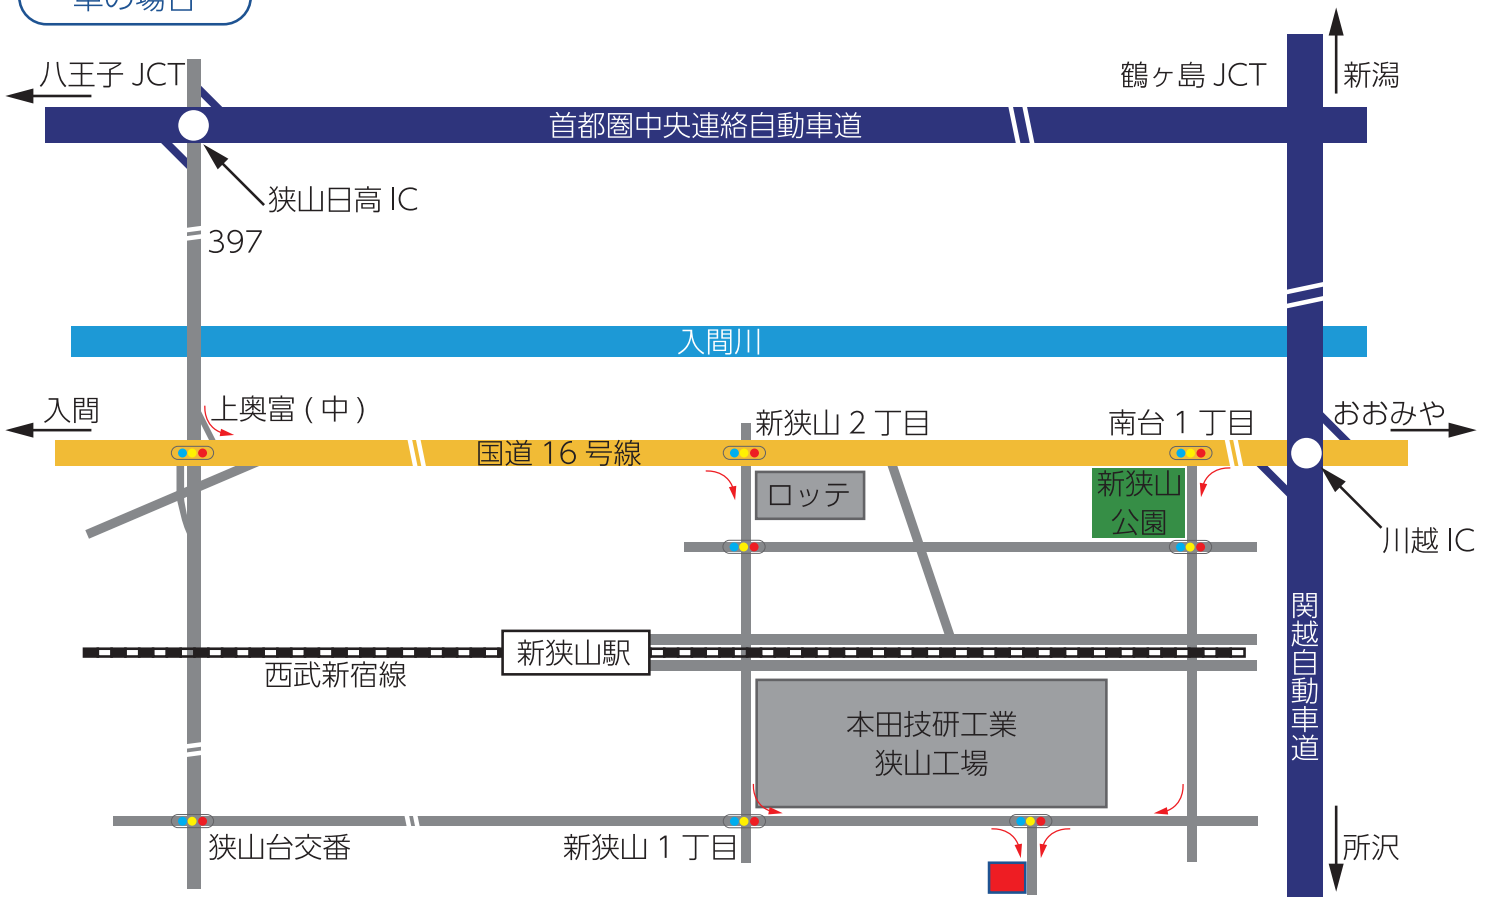 車の場合
八王子 JCT
鶴ヶ島 JCT
新潟
首都圏中央連絡自動車道
狭山日高 IC
397
入間川
入間
上奥富 ( 中 )
新狭山 2 丁目
南台 1 丁目
おおみや
国道 16 号線
ロッテ
新狭山
公園
川越 IC
関越自動車道
新狭山駅
西武新宿線
本田技研工業
狭山工場
狭山台交番
新狭山 1 丁目
所沢